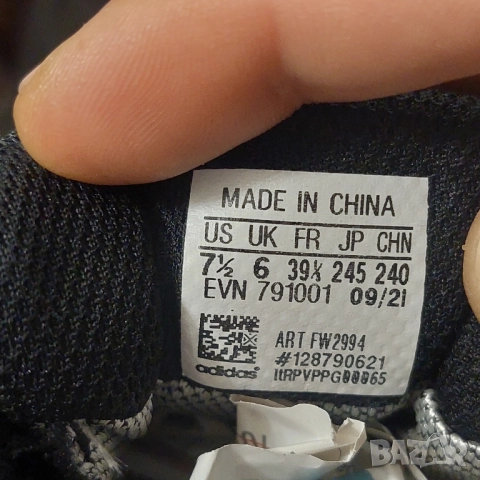 MADE IN CHINA
US UK FR JP CHN
7½ 6 39⅓ 245 240
EVN 791001 09/21
ART FW2994
#128790621
adidas
BAZAR